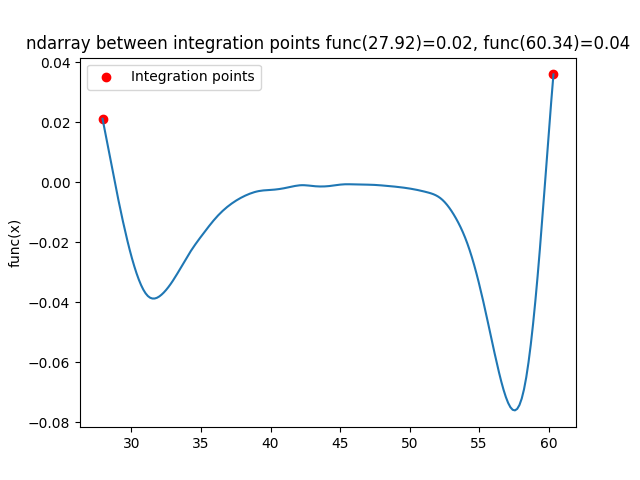 ndarray between integration points func(27.92)=0.02, func(60.34)=0.04
Integration points
func(x)
0.04
0.02
0.00
−0.02
−0.04
−0.06
−0.08
30 35 40 45 50 55 60